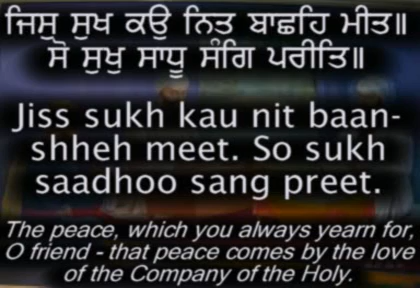 ਜਿਸੁ ਸੁਖ ਕਉ ਨਿਤ ਬਾਛਹਿ ਮੀਤ॥
ਸੋ ਸੁਖੁ ਸਾਧੂ ਸੰਗਿ ਪਰੀਤਿ॥
Jiss sukh kau nit baan-
shheh meet. So sukh
saadhoo sang preet.
The peace, which you always yearn for,
O friend - that peace comes by the love
of the Company of the Holy.